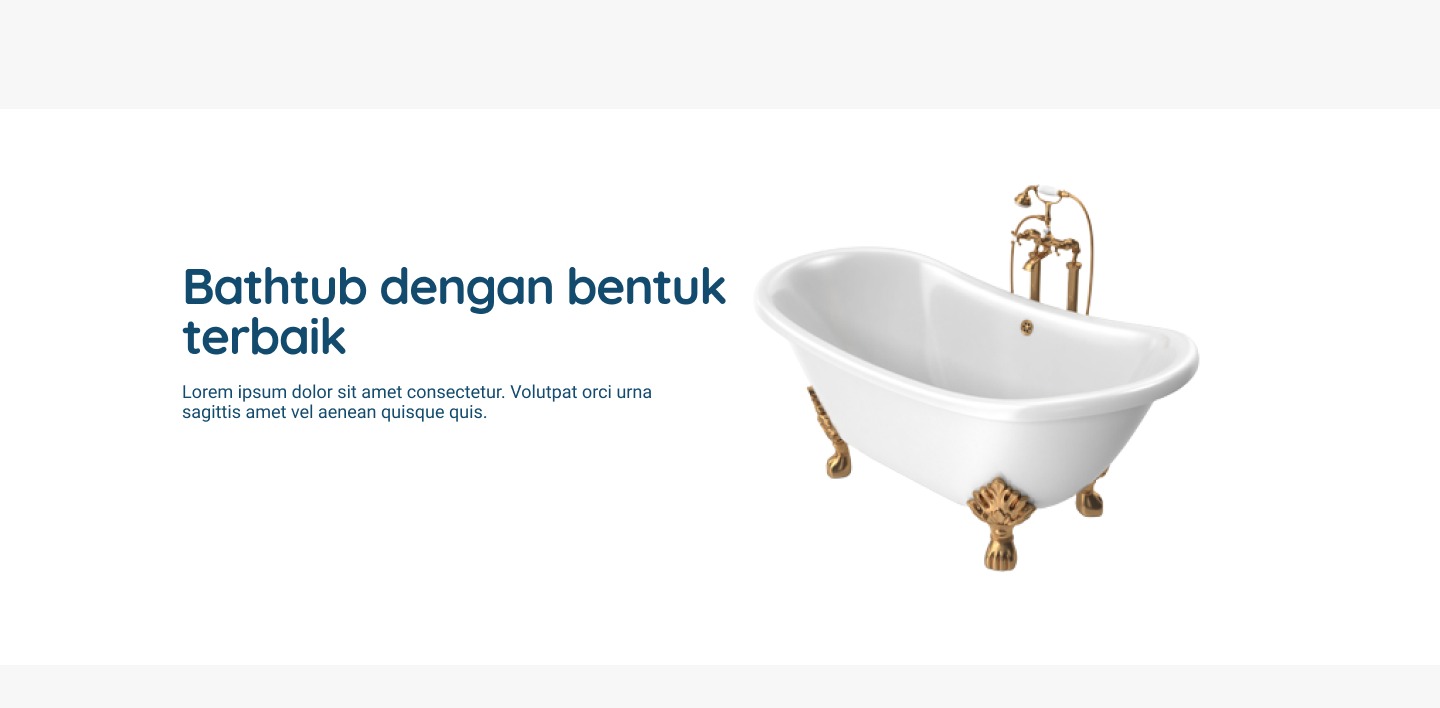 Bathtub dengan bentuk
terbaik
Lorem ipsum dolor sit amet consectetur. Volutpat orci urna
sagittis amet vel aenean quisque quis.